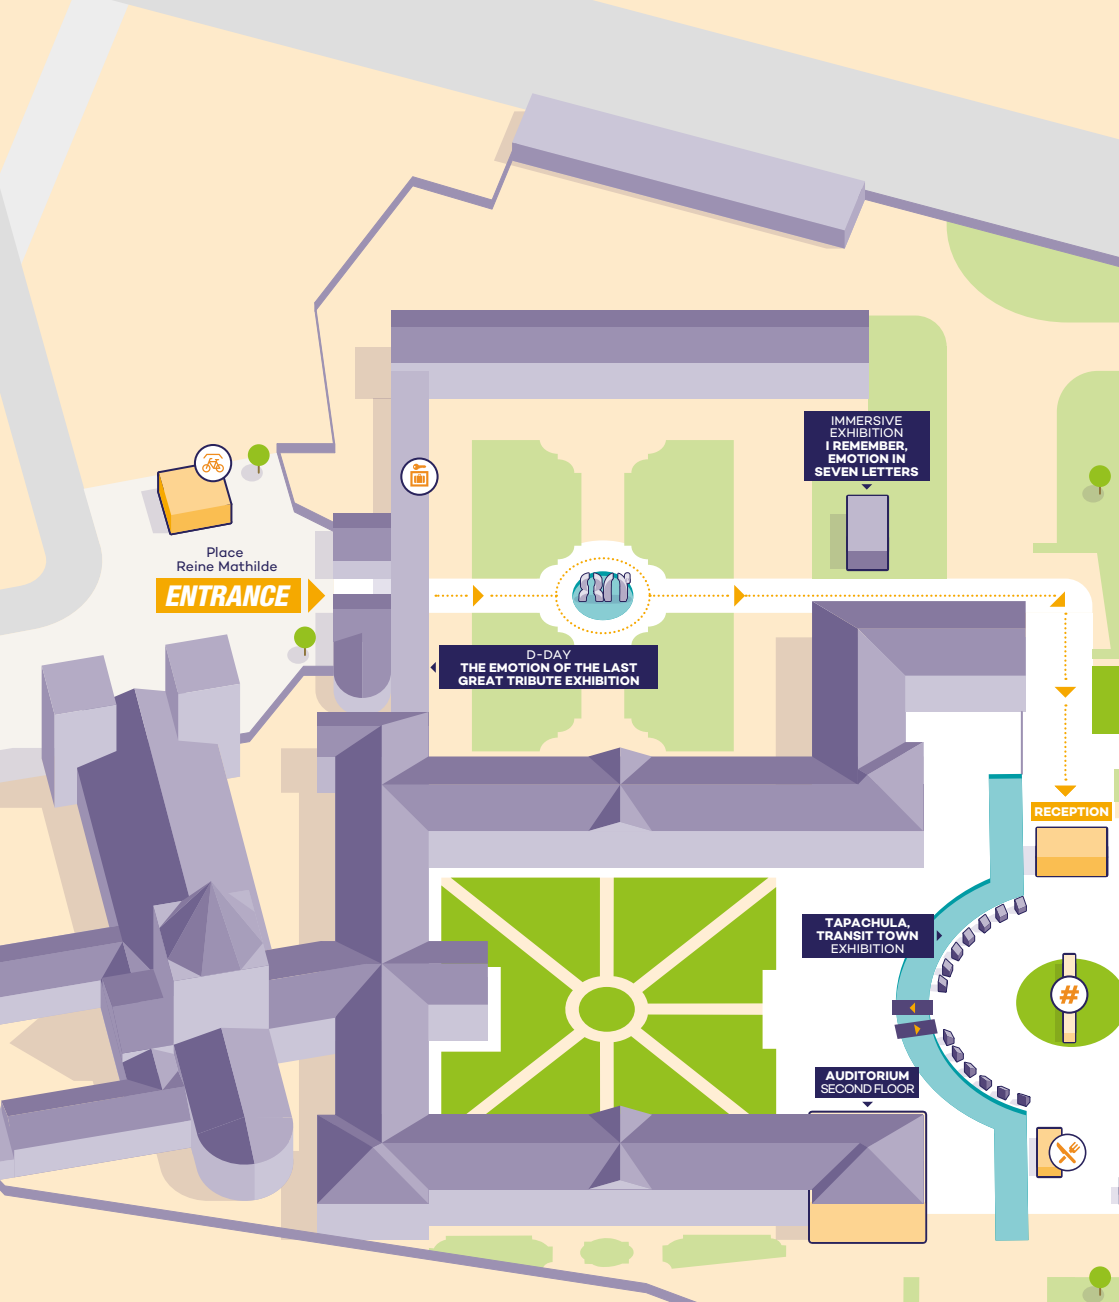 IMMERSIVE
EXHIBITION
I REMEMBER,
EMOTION IN
SEVEN LETTERS
Place
Reine Mathilde
ENTRANCE
D-DAY
THE EMOTION OF THE LAST
GREAT TRIBUTE EXHIBITION
RECEPTION
TAPACHULA,
TRANSIT TOWN
EXHIBITION
#
AUDITORIUM
SECOND FLOOR